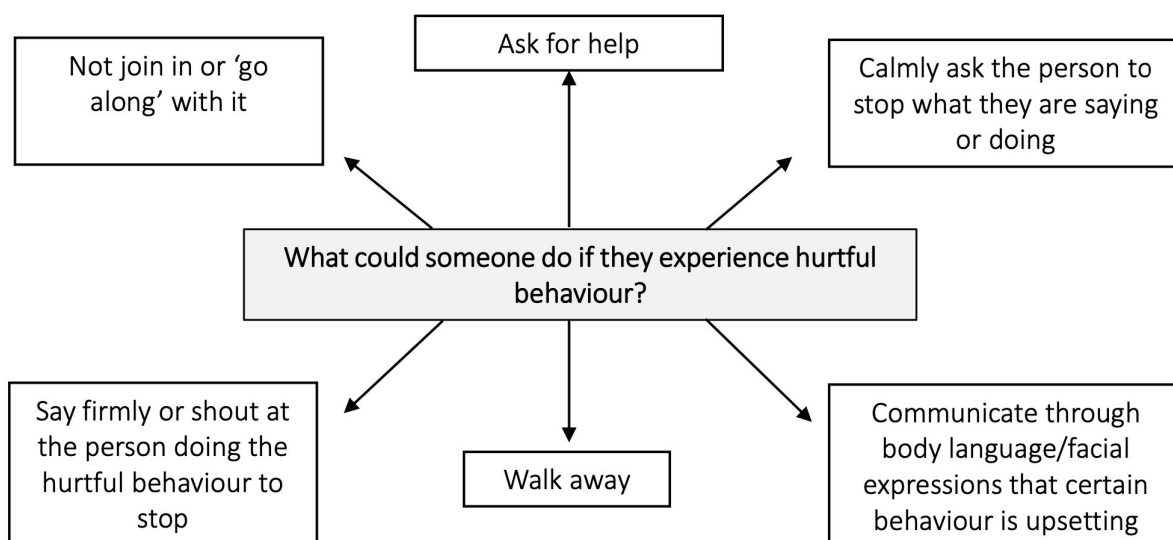 Not join in or ‘go
along’ with it
Ask for help
Calmly ask the person to
stop what they are saying
or doing
What could someone do if they experience hurtful
behaviour?
Say firmly or shout at
the person doing the
hurtful behaviour to
stop
Walk away
Communicate through
body language/facial
expressions that certain
behaviour is upsetting